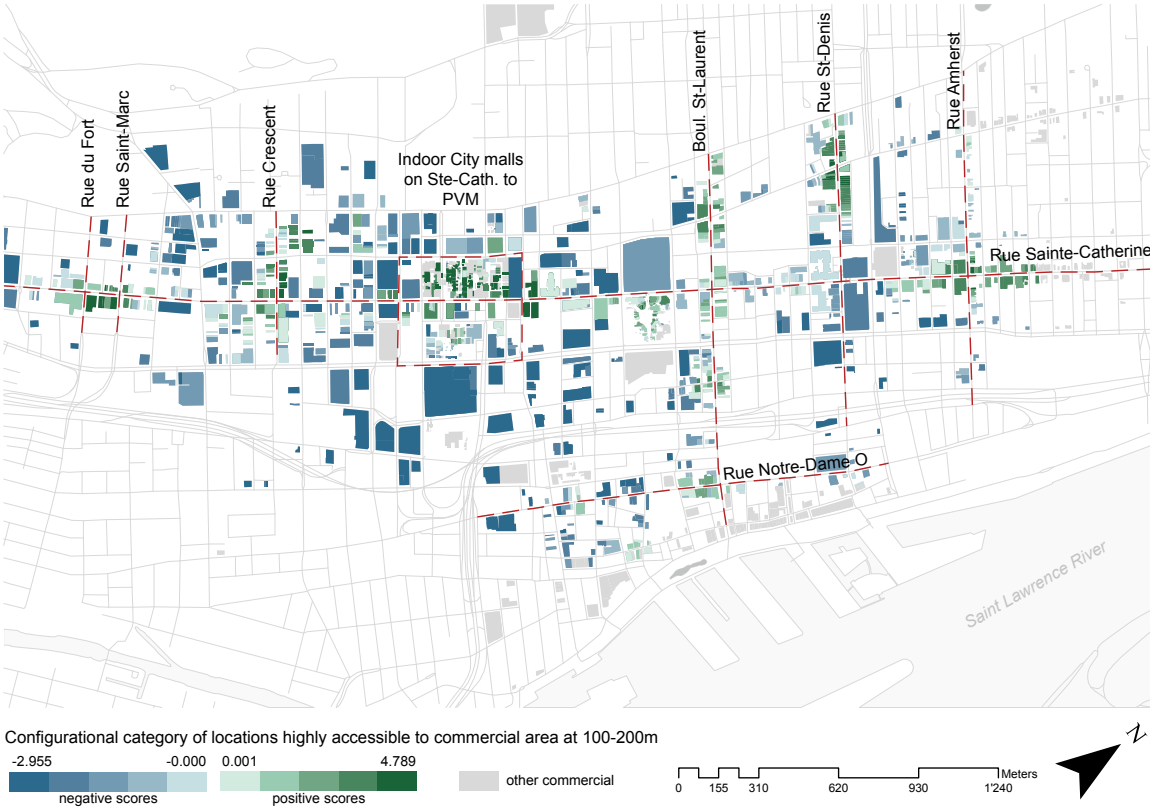 Rue du Fort
Rue Saint-Marc
Rue Crescent
Indoor City malls
on Ste-Cath. to
PVM
Boul. St-Laurent
Rue St-Denis
Rue Amherst
Rue Sainte-Catherine
Rue Notre-Dame O
Saint Lawrence River
Configurational category of locations highly accessible to commercial area at 100-200m
-2.955 -0.000 0.001 4.789
negative scores positive scores
other commercial
Meters
0 155 310 620 930 1'240
N